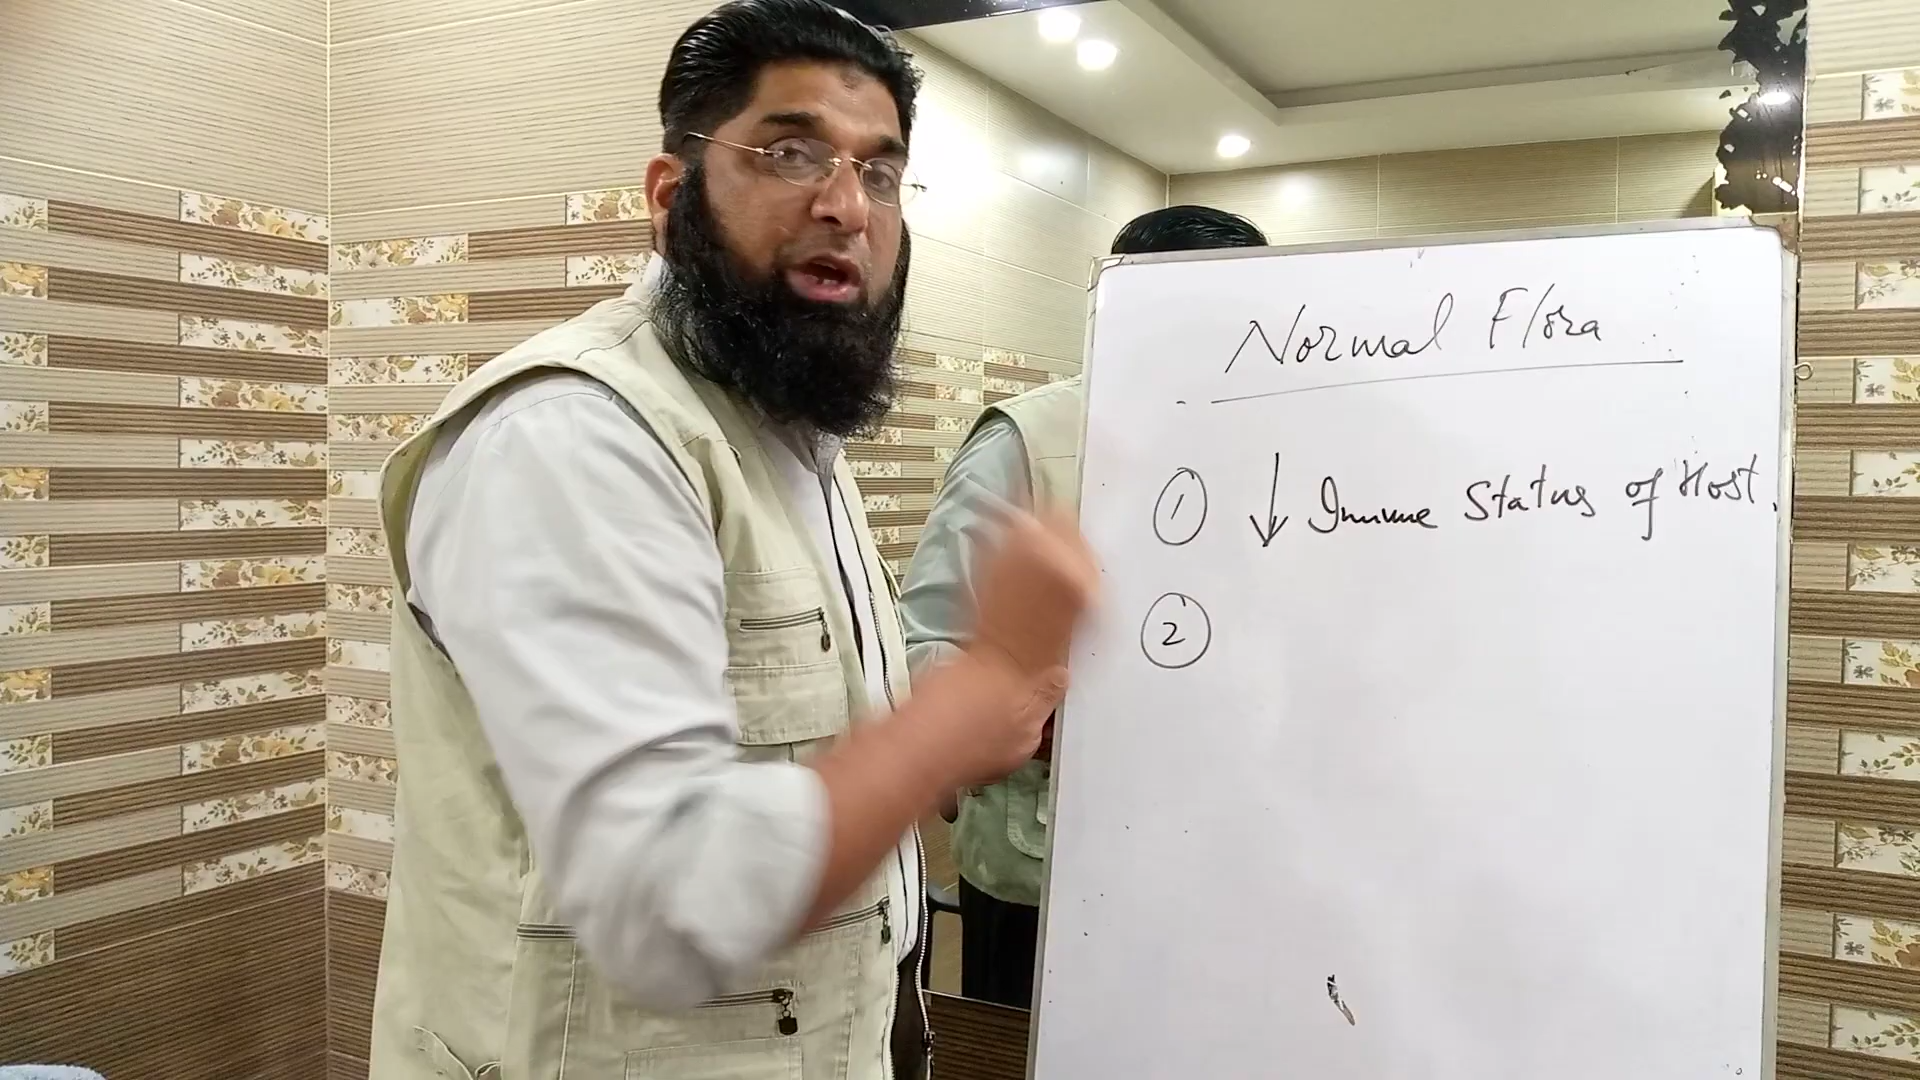 Normal Flora
1 ↓ Immune Status of Host.
2